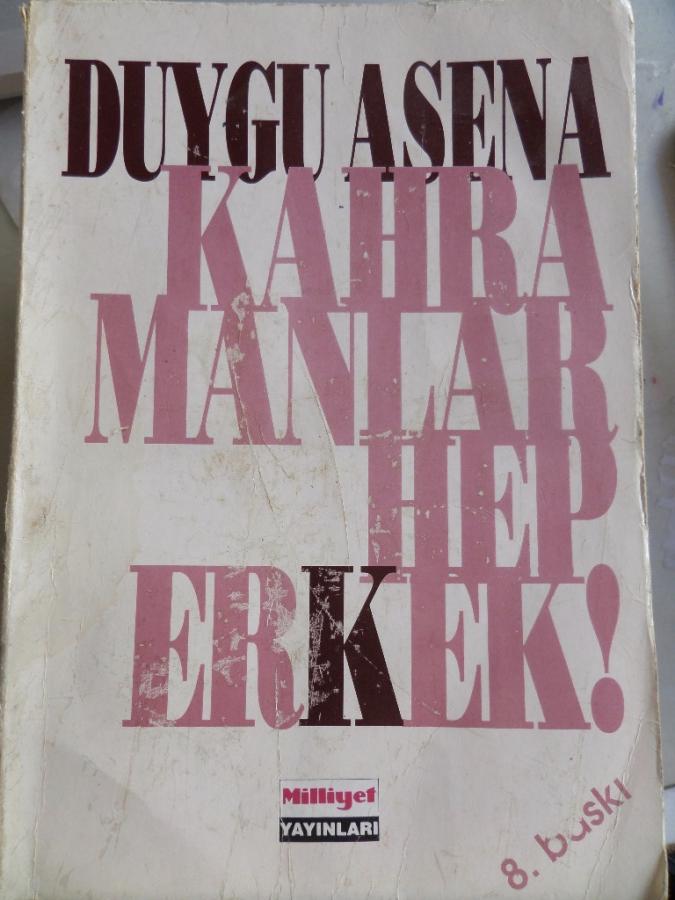 DUYGU ASENA
KAHRA
MANLAR
HEP
ERKEK!
Milliyet
YAYINLARI
8. baskı